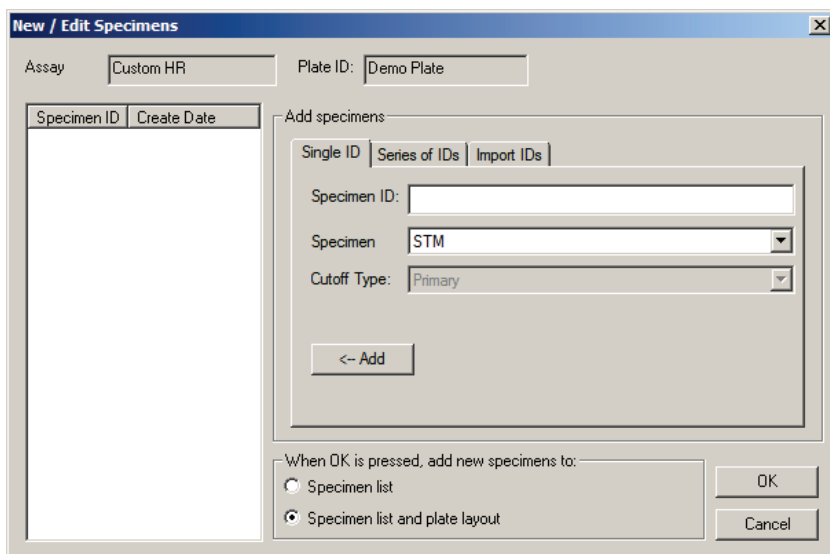 New / Edit Specimens
Assay Custom HR Plate ID: Demo Plate
Specimen ID Create Date
Add specimens
Single ID Series of IDs Import IDs
Specimen ID:
Specimen STM
Cutoff Type: Primary
<-- Add
When OK is pressed, add new specimens to:
Specimen list
Specimen list and plate layout
OK
Cancel